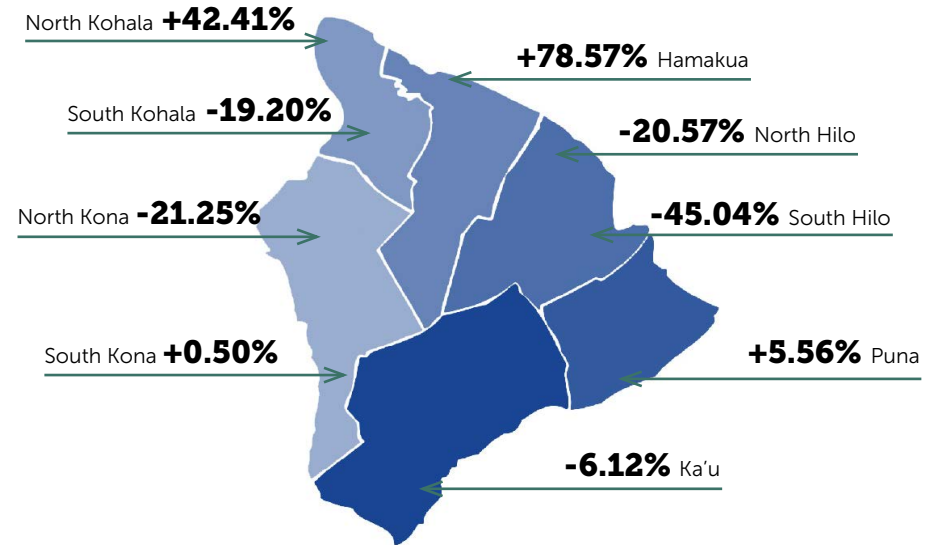 North Kohala +42.41%
+78.57% Hamakua
South Kohala -19.20%
-20.57% North Hilo
North Kona -21.25%
-45.04% South Hilo
South Kona +0.50%
+5.56% Puna
-6.12% Ka’u